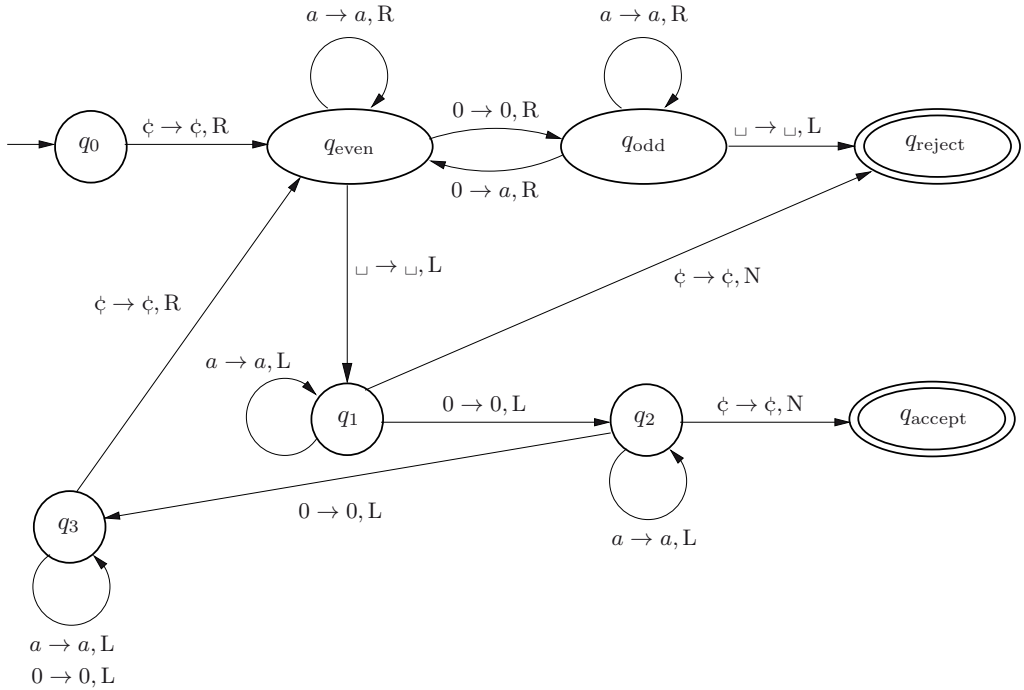 a → a, R
a → a, R
¢ → ¢, R
0 → 0, R
␣ → ␣, L
q0
qeven
qodd
qreject
0 → a, R
␣ → ␣, L
¢ → ¢, N
¢ → ¢, R
a → a, L
0 → 0, L
¢ → ¢, N
q1
q2
qaccept
0 → 0, L
q3
a → a, L
a → a, L
0 → 0, L